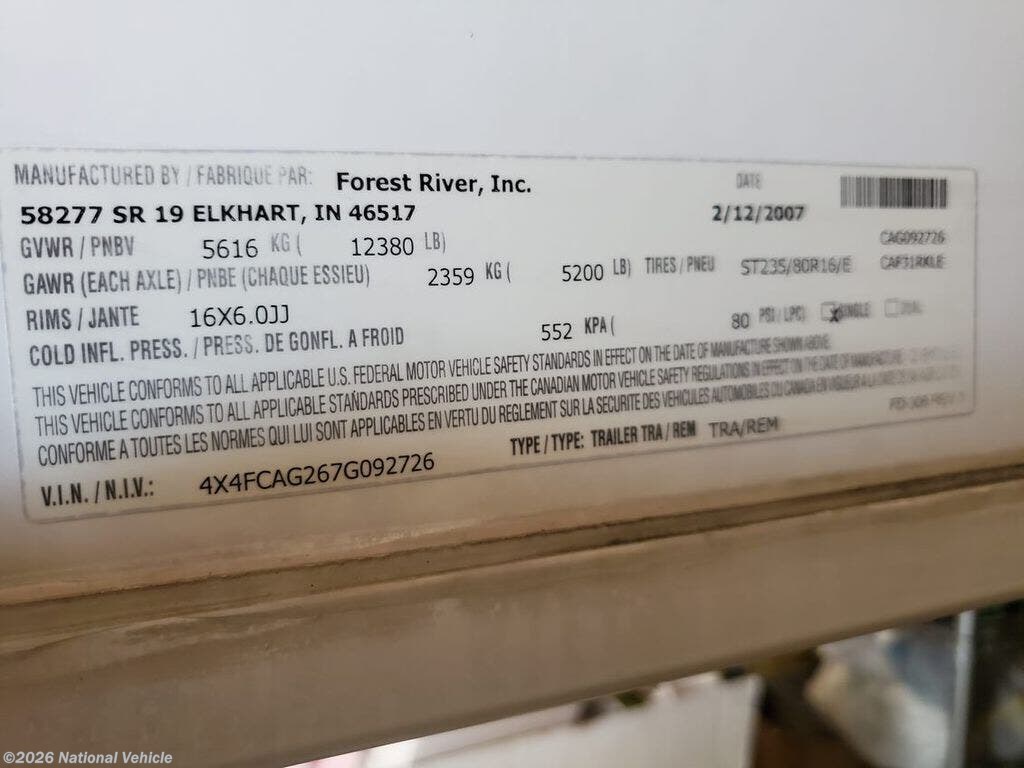 MANUFACTURED BY / FABRIQUE PAR: Forest River, Inc. DATE
58277 SR 19 ELKHART, IN 46517 2/12/2007
GVWR / PNBV 5616 KG ( 12380 LB) CAG092726
GAWR (EACH AXLE) / PNBE (CHAQUE ESSIEU) 2359 KG ( 5200 LB) TIRES / PNEU ST235/80R16/E CAF31RKLE
RIMS / JANTE 16X6.0JJ
COLD INFL. PRESS. / PRESS. DE GONFL. A FROID 552 KPA ( 80 PSI / LPC) X SINGLE DUAL
THIS VEHICLE CONFORMS TO ALL APPLICABLE U.S. FEDERAL MOTOR VEHICLE SAFETY STANDARDS IN EFFECT ON THE DATE OF MANUFACTURE SHOWN ABOVE.
THIS VEHICLE CONFORMS TO ALL APPLICABLE STANDARDS PRESCRIBED UNDER THE CANADIAN MOTOR VEHICLE SAFETY REGULATIONS IN EFFECT ON THE DATE OF MANUFACTURE
CONFORME A TOUTES LES NORMES QUI LUI SONT APPLICABLES EN VERTU DU REGLEMENT SUR LA SECURITE DES VEHICULES AUTOMOBILES DU CANADA EN VIGUEUR A LA DATE DE
V.I.N. / N.I.V.: 4X4FCAG267G092726 TYPE / TYPE: TRAILER TRA / REM TRA/REM
©2026 National Vehicle